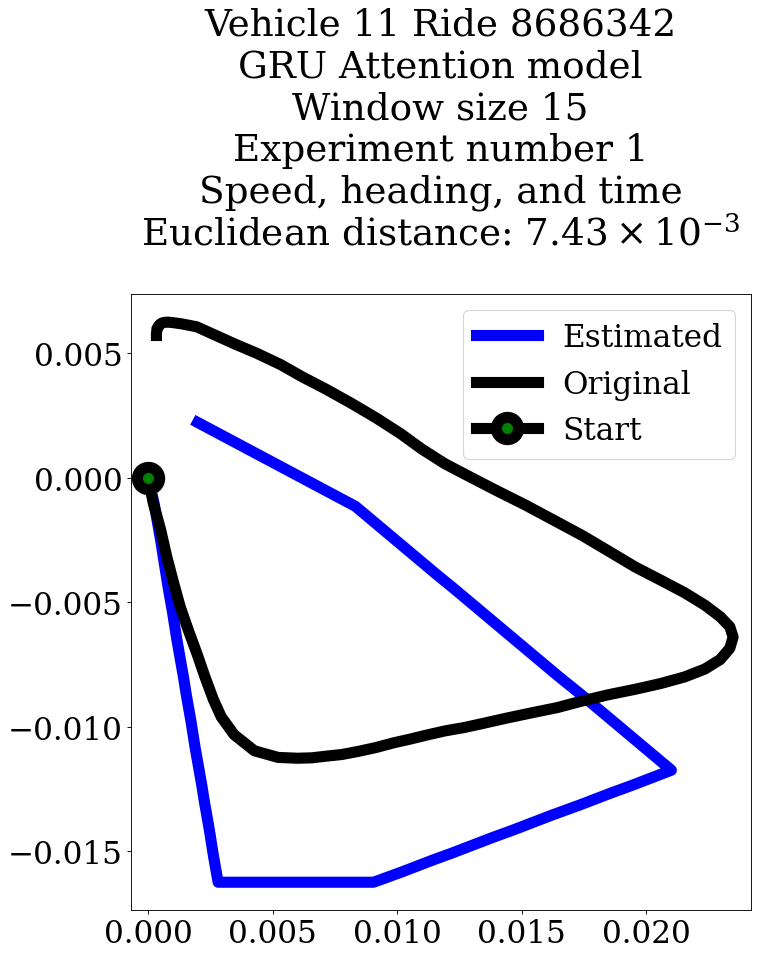 Vehicle 11 Ride 8686342
GRU Attention model
Window size 15
Experiment number 1
Speed, heading, and time
Euclidean distance: 7.43 × 10⁻³
Estimated
Original
Start
0.005
0.000
−0.005
−0.010
−0.015
0.000 0.005 0.010 0.015 0.020